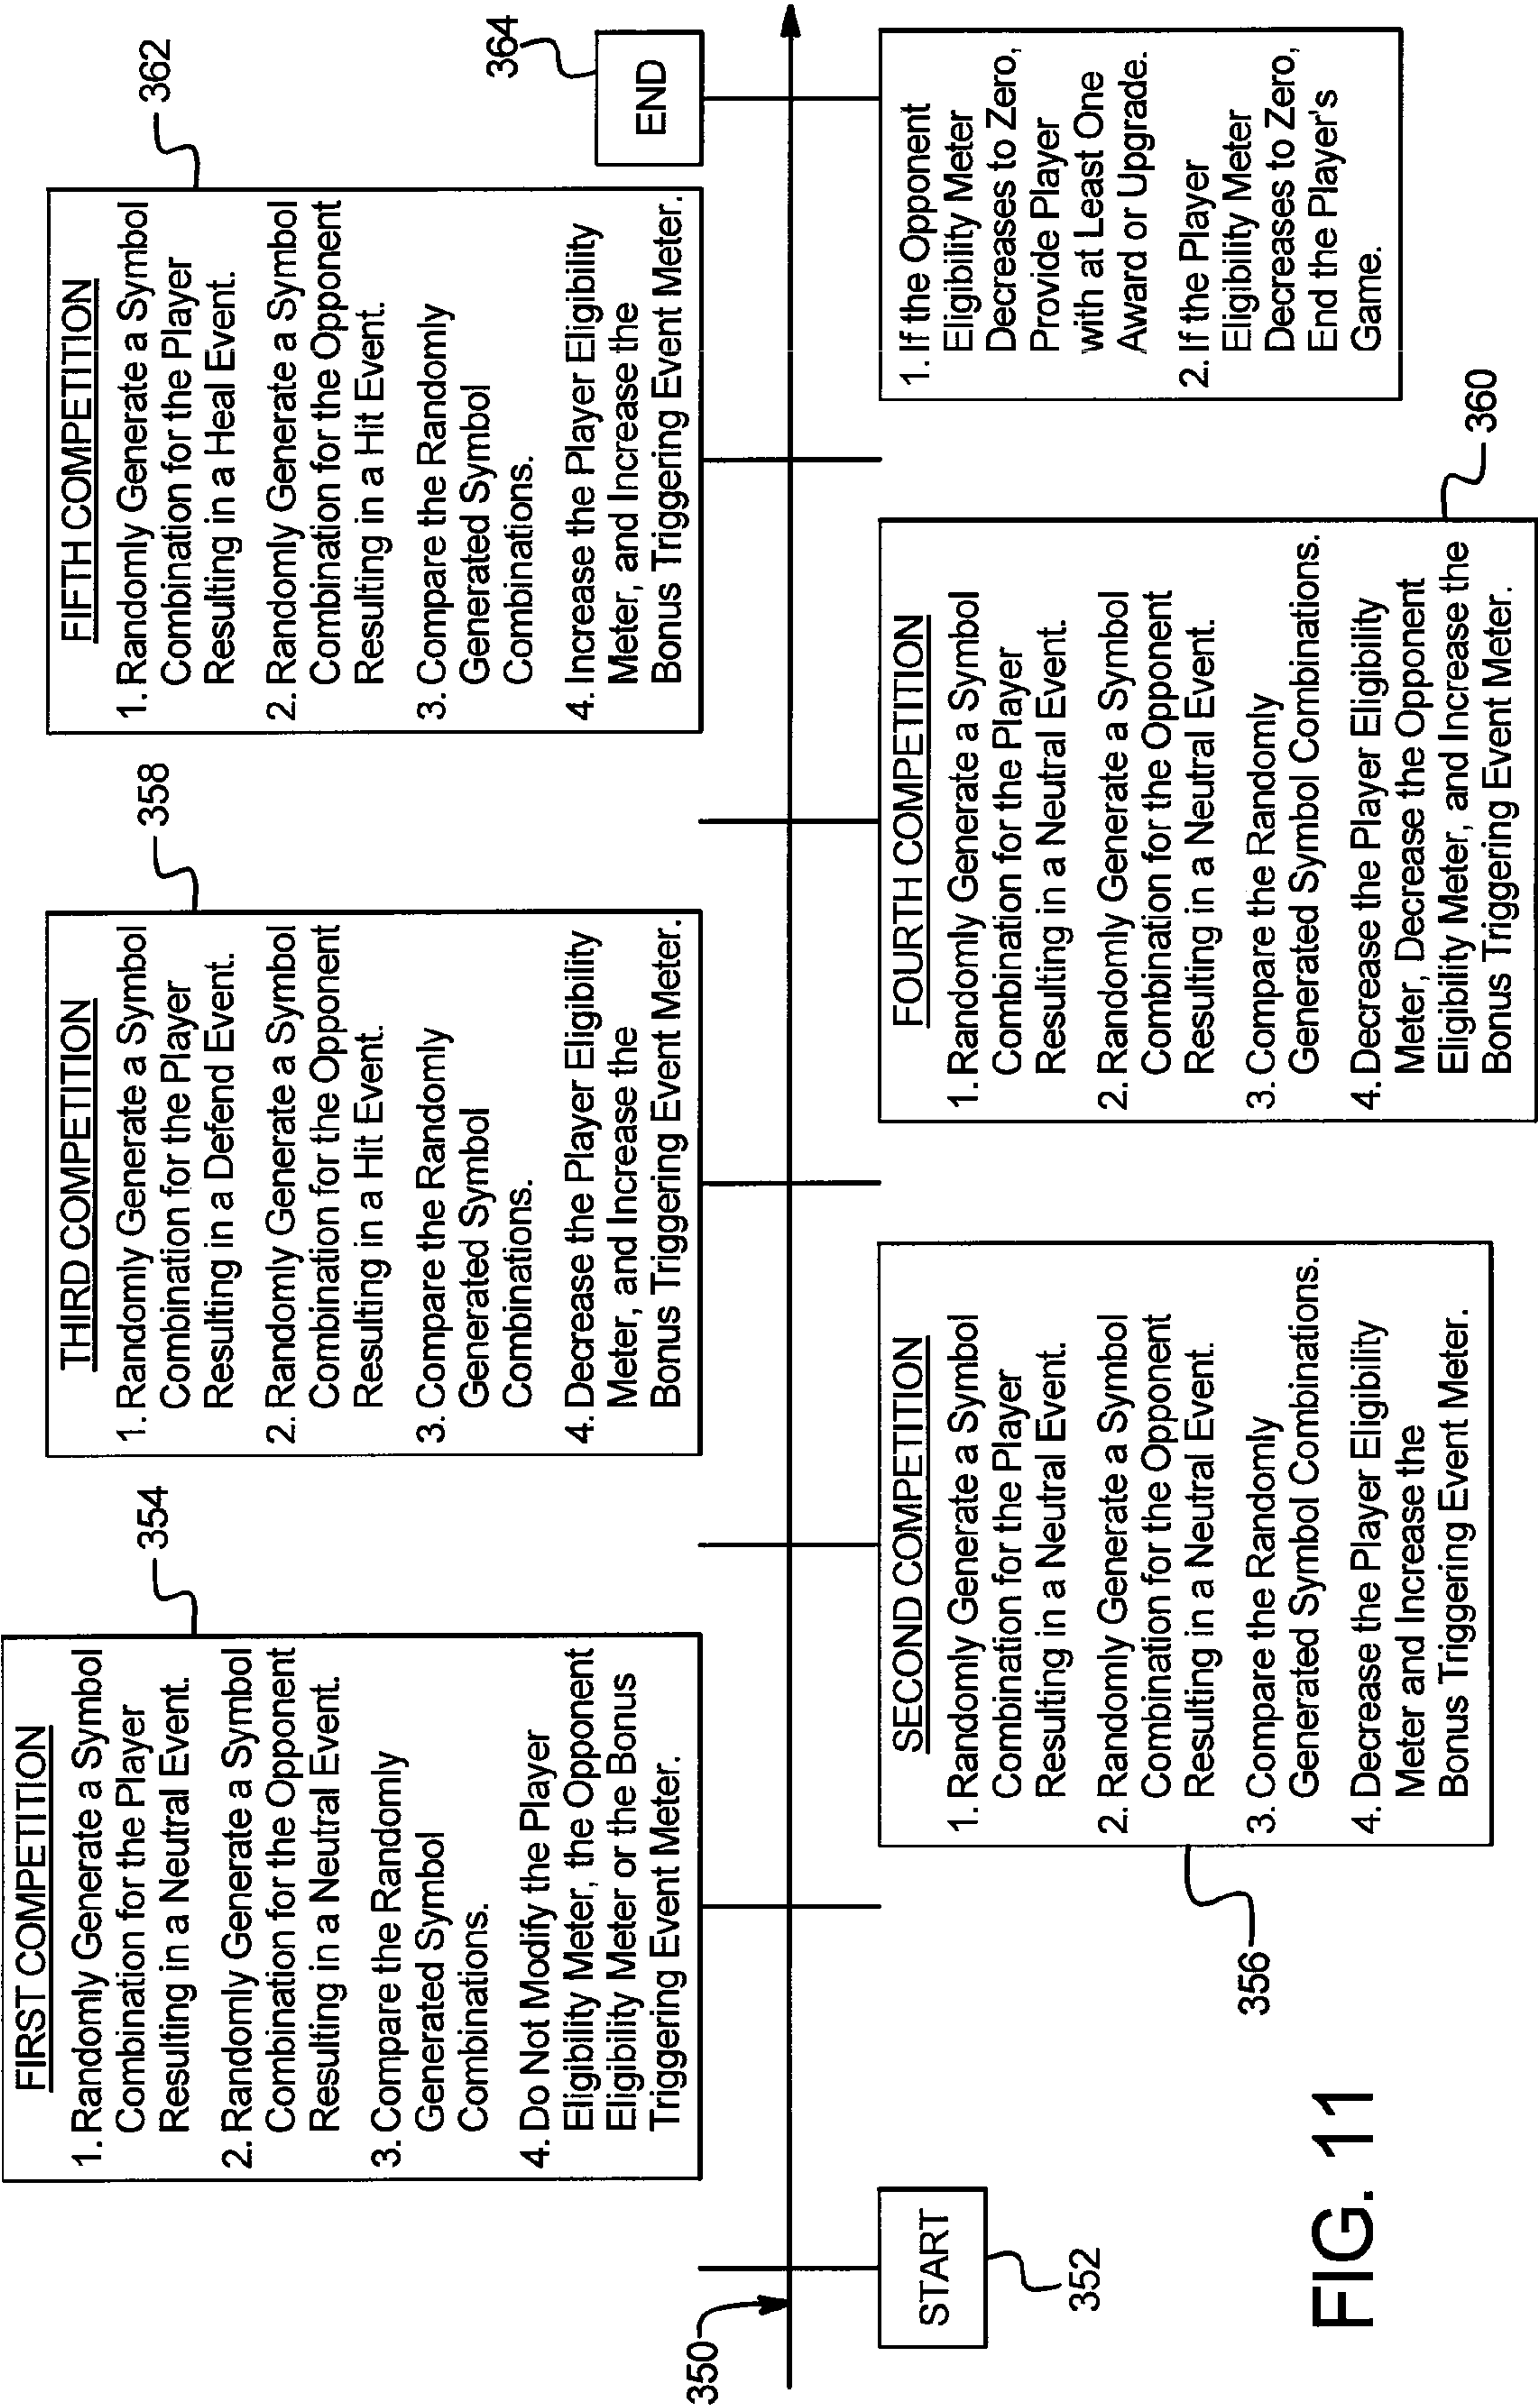 FIRST COMPETITION
1. Randomly Generate a Symbol
Combination for the Player
Resulting in a Neutral Event.
2. Randomly Generate a Symbol
Combination for the Opponent
Resulting in a Neutral Event.
3. Compare the Randomly
Generated Symbol
Combinations.
4. Do Not Modify the Player
Eligibility Meter, the Opponent
Eligibility Meter or the Bonus
Triggering Event Meter.
354
THIRD COMPETITION
1. Randomly Generate a Symbol
Combination for the Player
Resulting in a Defend Event.
2. Randomly Generate a Symbol
Combination for the Opponent
Resulting in a Hit Event.
3. Compare the Randomly
Generated Symbol
Combinations.
4. Decrease the Player Eligibility
Meter, and Increase the
Bonus Triggering Event Meter.
358
FIFTH COMPETITION
1. Randomly Generate a Symbol
Combination for the Player
Resulting in a Heal Event.
2. Randomly Generate a Symbol
Combination for the Opponent
Resulting in a Hit Event.
3. Compare the Randomly
Generated Symbol
Combinations.
4. Increase the Player Eligibility
Meter, and Increase the
Bonus Triggering Event Meter.
362
END
364
350
START
352
SECOND COMPETITION
1. Randomly Generate a Symbol
Combination for the Player
Resulting in a Neutral Event.
2. Randomly Generate a Symbol
Combination for the Opponent
Resulting in a Neutral Event.
3. Compare the Randomly
Generated Symbol Combinations.
4. Decrease the Player Eligibility
Meter and Increase the
Bonus Triggering Event Meter.
356
FOURTH COMPETITION
1. Randomly Generate a Symbol
Combination for the Player
Resulting in a Neutral Event.
2. Randomly Generate a Symbol
Combination for the Opponent
Resulting in a Neutral Event.
3. Compare the Randomly
Generated Symbol Combinations.
4. Decrease the Player Eligibility
Meter, Decrease the Opponent
Eligibility Meter, and Increase the
Bonus Triggering Event Meter.
360
1. If the Opponent
Eligibility Meter
Decreases to Zero,
Provide Player
with at Least One
Award or Upgrade.
2. If the Player
Eligibility Meter
Decreases to Zero,
End the Player's
Game.
FIG. 11